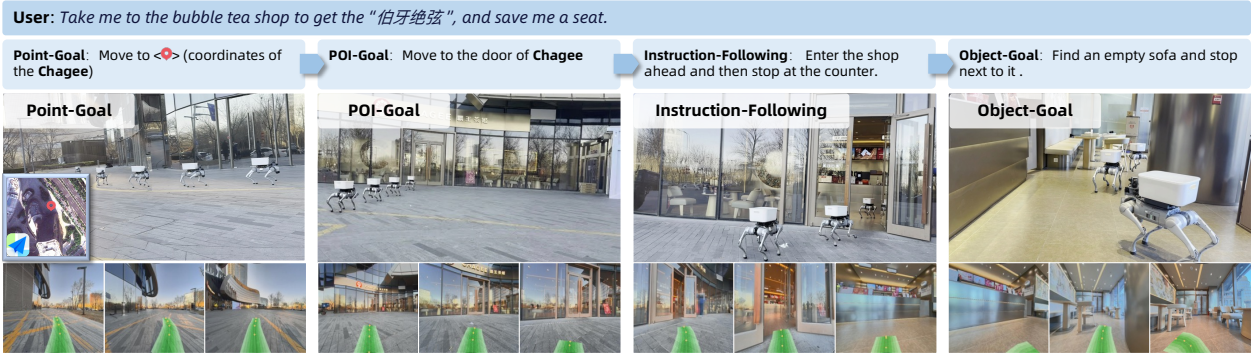 User: Take me to the bubble tea shop to get the “伯牙绝弦”, and save me a seat.
Point-Goal: Move to <📍> (coordinates of
the Chagee)
POI-Goal: Move to the door of Chagee
Instruction-Following: Enter the shop
ahead and then stop at the counter.
Object-Goal: Find an empty sofa and stop
next to it .
Point-Goal
POI-Goal
Instruction-Following
Object-Goal